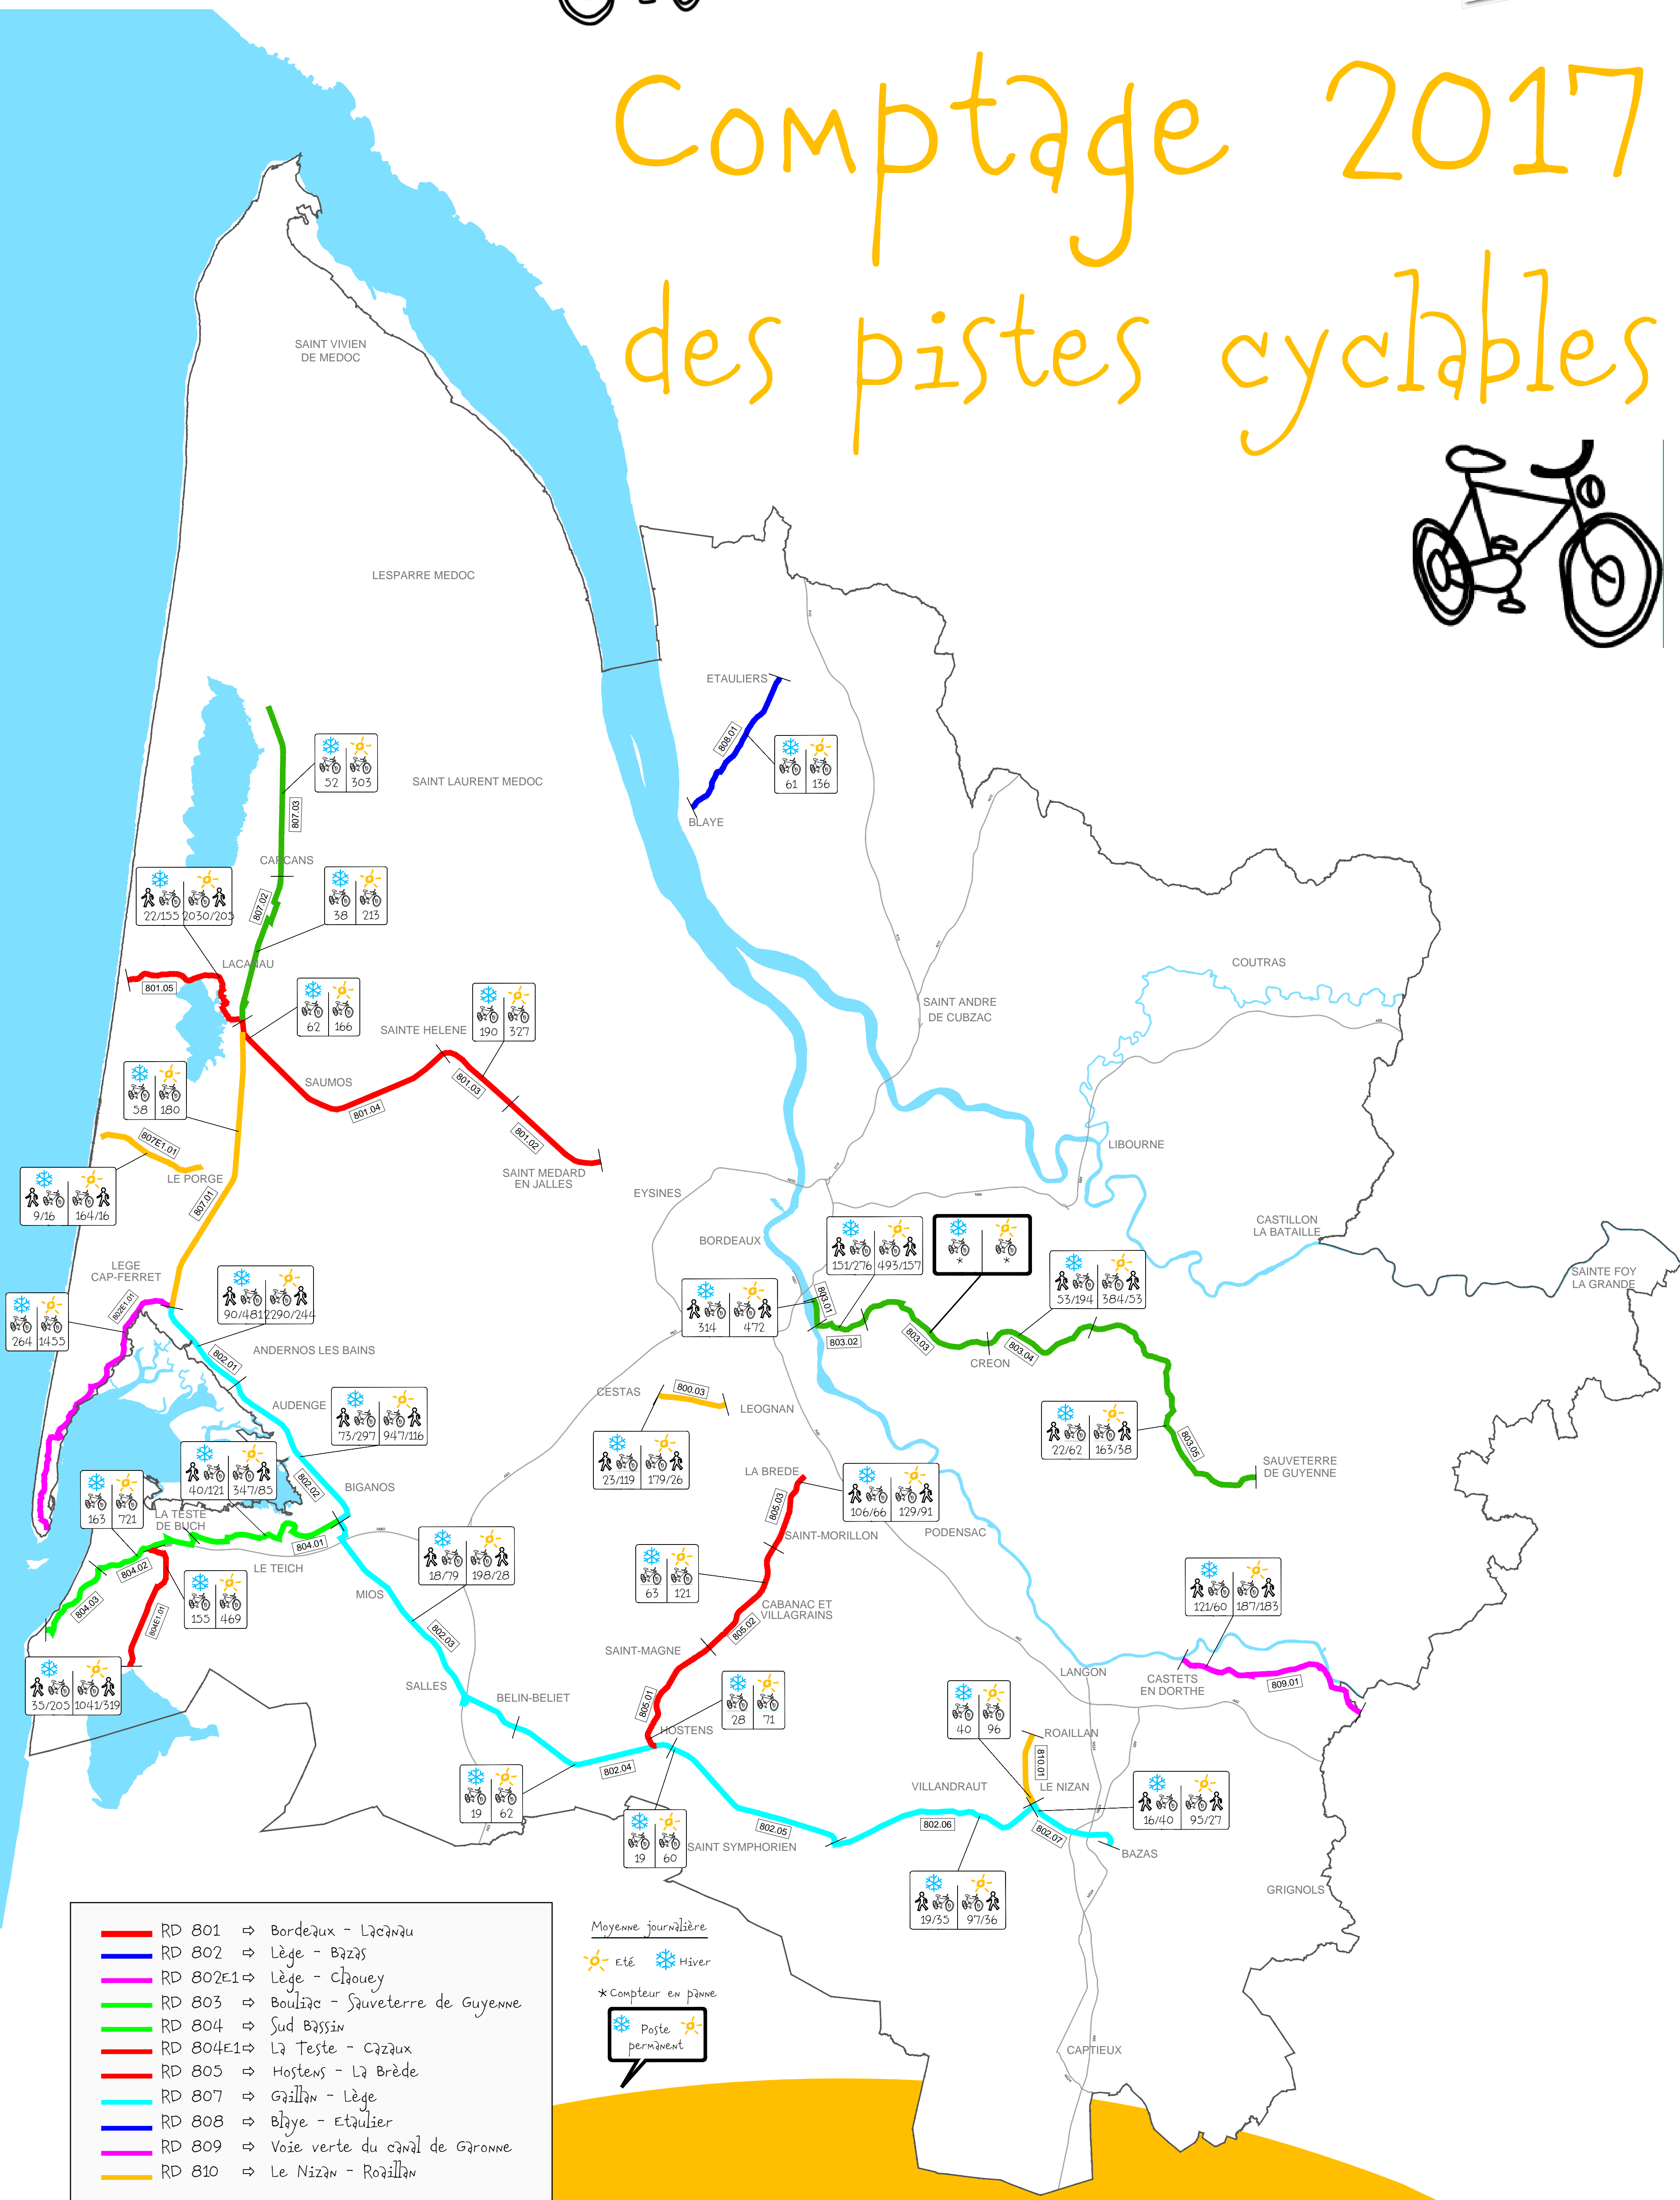 Comptage 2017
des pistes cyclables
SAINT VIVIEN
DE MEDOC
LESPARRE MEDOC
ETAULIERS
808.01
61 136
BLAYE
52 303
SAINT LAURENT MEDOC
807.03
CARCANS
22/155 2030/205
807.02
38 213
LACANAU
801.05
62 166
SAINTE HELENE
190 327
COUTRAS
SAINT ANDRE
DE CUBZAC
58 180
SAUMOS
801.04
801.03
801.02
SAINT MEDARD
EN JALLES
807E1.01
LE PORGE
9/16 164/16
807.01
EYSINES
LIBOURNE
BORDEAUX
CASTILLON
LA BATAILLE
SAINTE FOY
LA GRANDE
151/276 493/157
* *
53/194 384/53
LEGE
CAP-FERRET
802E1.01
264 1455
90/481 2290/244
314 472
803.01
803.02
803.03
CREON
803.04
802.01
ANDERNOS LES BAINS
AUDENGE
73/297 947/116
CESTAS
800.03
LEOGNAN
23/119 179/26
22/62 163/38
803.05
SAUVETERRE
DE GUYENNE
40/121 347/85
802.02
BIGANOS
163 721
LA TESTE
DE BUCH
LA BREDE
106/66 129/91
805.03
SAINT-MORILLON
PODENSAC
804.01
LE TEICH
804.02
804.03
804E1.01
155 469
MIOS
18/79 198/28
802.03
63 121
CABANAC ET
VILLAGRAINS
805.02
SAINT-MAGNE
121/60 187/183
35/205 1041/319
SALLES
BELIN-BELIET
805.01
28 71
HOSTENS
LANGON
CASTETS
EN DORTHE
809.01
40 96
ROAILLAN
810.01
19 62
802.04
VILLANDRAUT
LE NIZAN
16/40 95/27
19 60
802.05
SAINT SYMPHORIEN
802.06
802.07
BAZAS
19/35 97/36
GRIGNOLS
CAPTIEUX
RD 801 ⇨ Bordeaux - Lacanau
RD 802 ⇨ Lège - Bazas
RD 802E1 ⇨ Lège - Claouey
RD 803 ⇨ Bouliac - Sauveterre de Guyenne
RD 804 ⇨ Sud Bassin
RD 804E1 ⇨ La Teste - Cazaux
RD 805 ⇨ Hostens - La Brède
RD 807 ⇨ Gaillan - Lège
RD 808 ⇨ Blaye - Etaulier
RD 809 ⇨ Voie verte du canal de Garonne
RD 810 ⇨ Le Nizan - Roaillan
Moyenne journalière
Eté Hiver
* Compteur en panne
Poste
permanent